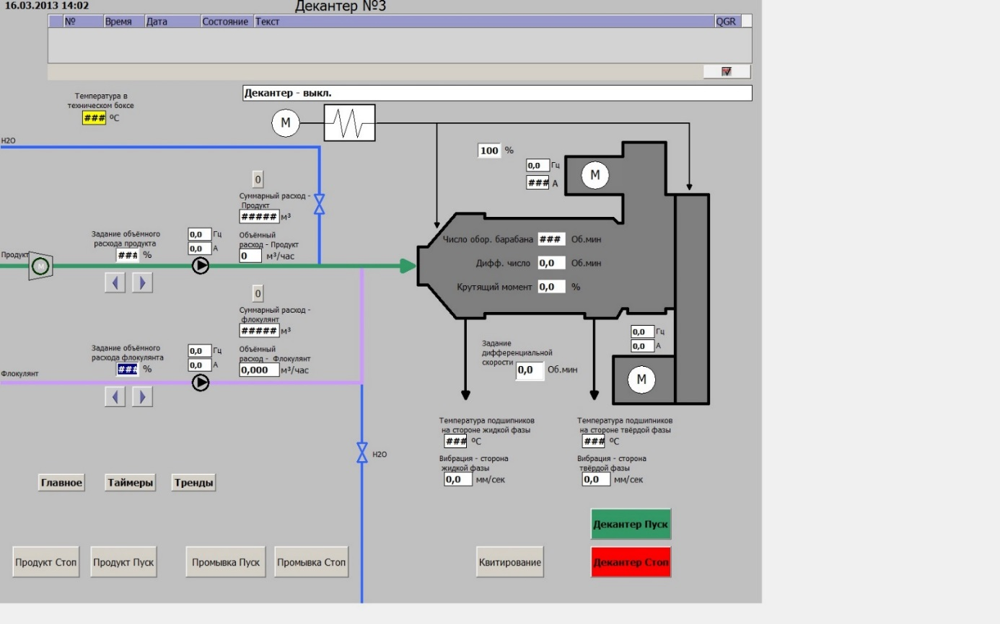 16.03.2013 14:02
Декантер №3
№ Время Дата Состояние Текст QGR
Декантер - выкл.
Температура в
техническом боксе
### ºC
M
H2O
100 %
0,0 Гц
### A
M
0
Суммарный расход -
Продукт
##### м³
Задание объёмного
расхода продукта
### %
0,0 Гц
0,0 A
Объёмный
расход - Продукт
0 м³/час
Продукт
M
Число обор. барабана ### Об.мин
Дифф. число 0,0 Об.мин
Крутящий момент 0,0 %
0
Суммарный расход -
флокулянт
##### м³
Задание объёмного
расхода флокулянта
### %
0,0 Гц
0,0 A
Объёмный
расход - Флокулянт
0,000 м³/час
Флокулянт
Задание
дифференциальной
скорости 0,0 Об.мин
0,0 Гц
0,0 A
M
Температура подшипников
на стороне жидкой фазы
### ºC
Температура подшипников
на стороне твёрдой фазы
### ºC
H2O
Вибрация - сторона
жидкой фазы
0,0 мм/сек
Вибрация - сторона
твёрдой фазы
0,0 мм/сек
Главное Таймеры Тренды
Декантер Пуск
Продукт Стоп Продукт Пуск Промывка Пуск Промывка Стоп Квитирование Декантер Стоп